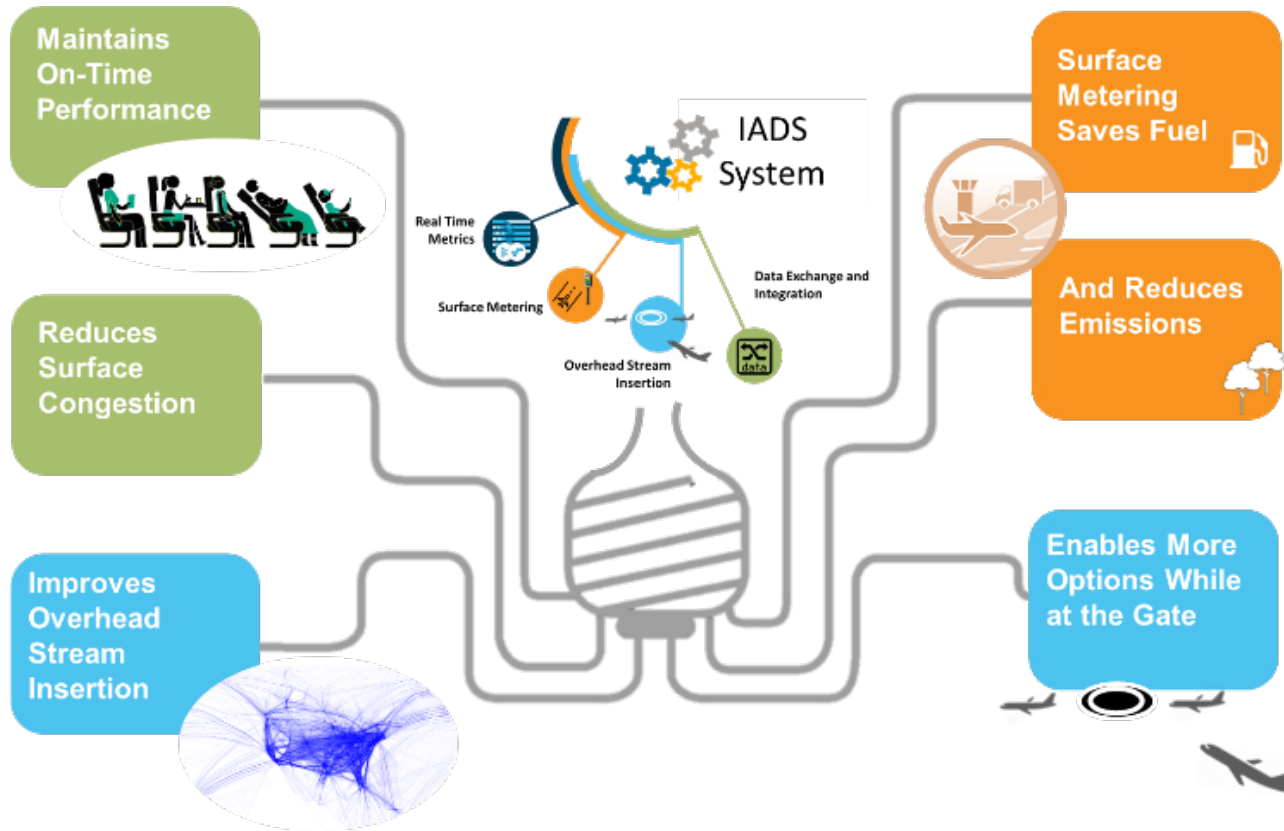 Maintains
On-Time
Performance
Reduces
Surface
Congestion
Improves
Overhead
Stream
Insertion
IADS
System
Real Time
Metrics
Surface Metering
Overhead Stream
Insertion
Data Exchange and
Integration
data
Surface
Metering
Saves Fuel
And Reduces
Emissions
Enables More
Options While
at the Gate